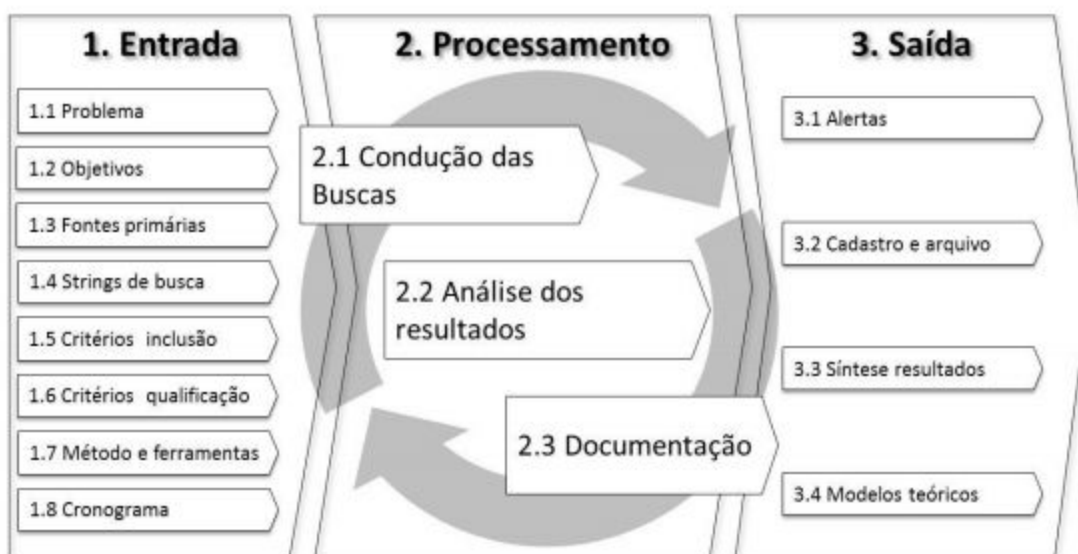 1. Entrada
1.1 Problema
1.2 Objetivos
1.3 Fontes primárias
1.4 Strings de busca
1.5 Critérios inclusão
1.6 Critérios qualificação
1.7 Método e ferramentas
1.8 Cronograma
2. Processamento
2.1 Condução das
Buscas
2.2 Análise dos
resultados
2.3 Documentação
3. Saída
3.1 Alertas
3.2 Cadastro e arquivo
3.3 Síntese resultados
3.4 Modelos teóricos